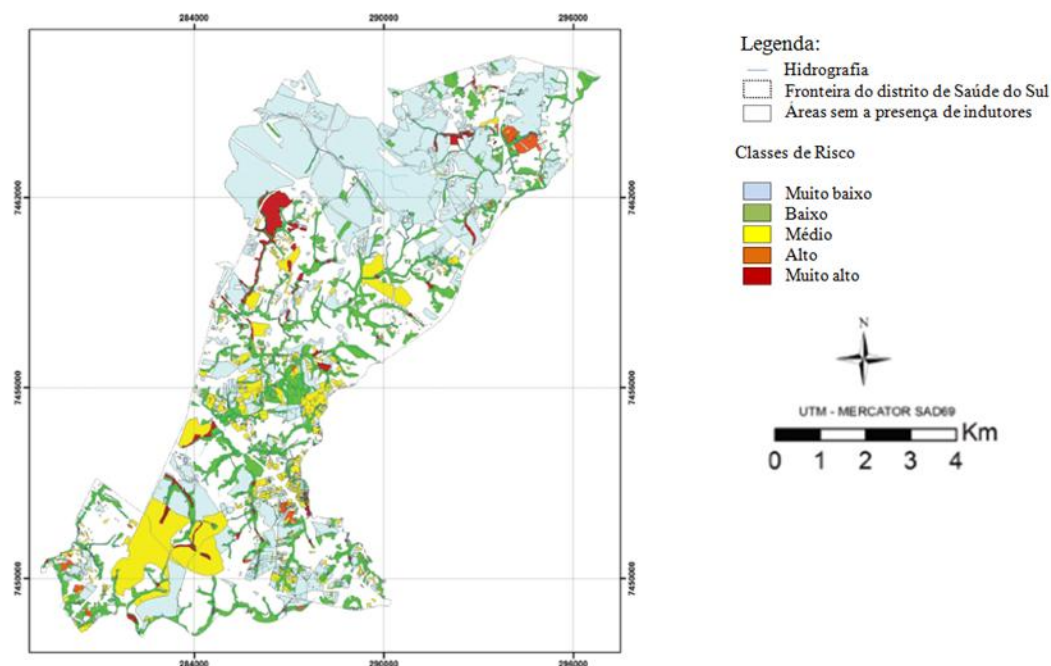 284000 290000 296000
7462000
7456000
7450000
7450000
284000 290000 296000
Legenda:
Hidrografia
Fronteira do distrito de Saúde do Sul
Áreas sem a presença de indutores
Classes de Risco
Muito baixo
Baixo
Médio
Alto
Muito alto
N
UTM - MERCATOR SAD69
Km
0 1 2 3 4